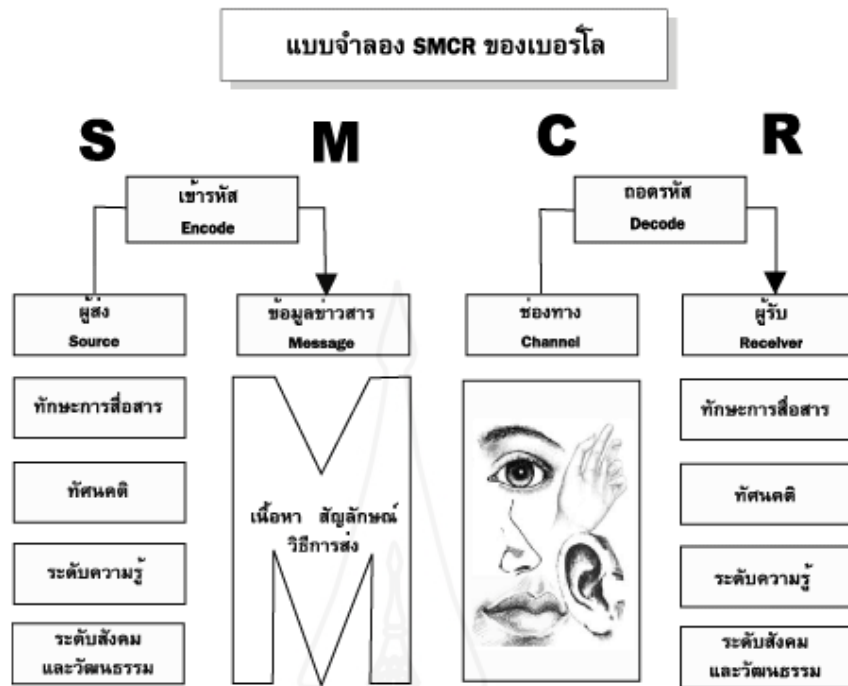 แบบจำลอง SMCR ของเบอร์โล
S M C R
เข้ารหัส
Encode
ถอดรหัส
Decode
ผู้ส่ง
Source
ข้อมูลข่าวสาร
Message
ช่องทาง
Channel
ผู้รับ
Receiver
ทักษะการสื่อสาร
ทัศนคติ
ระดับความรู้
ระดับสังคม
และวัฒนธรรม
เนื้อหา สัญลักษณ์
วิธีการส่ง
ทักษะการสื่อสาร
ทัศนคติ
ระดับความรู้
ระดับสังคม
และวัฒนธรรม